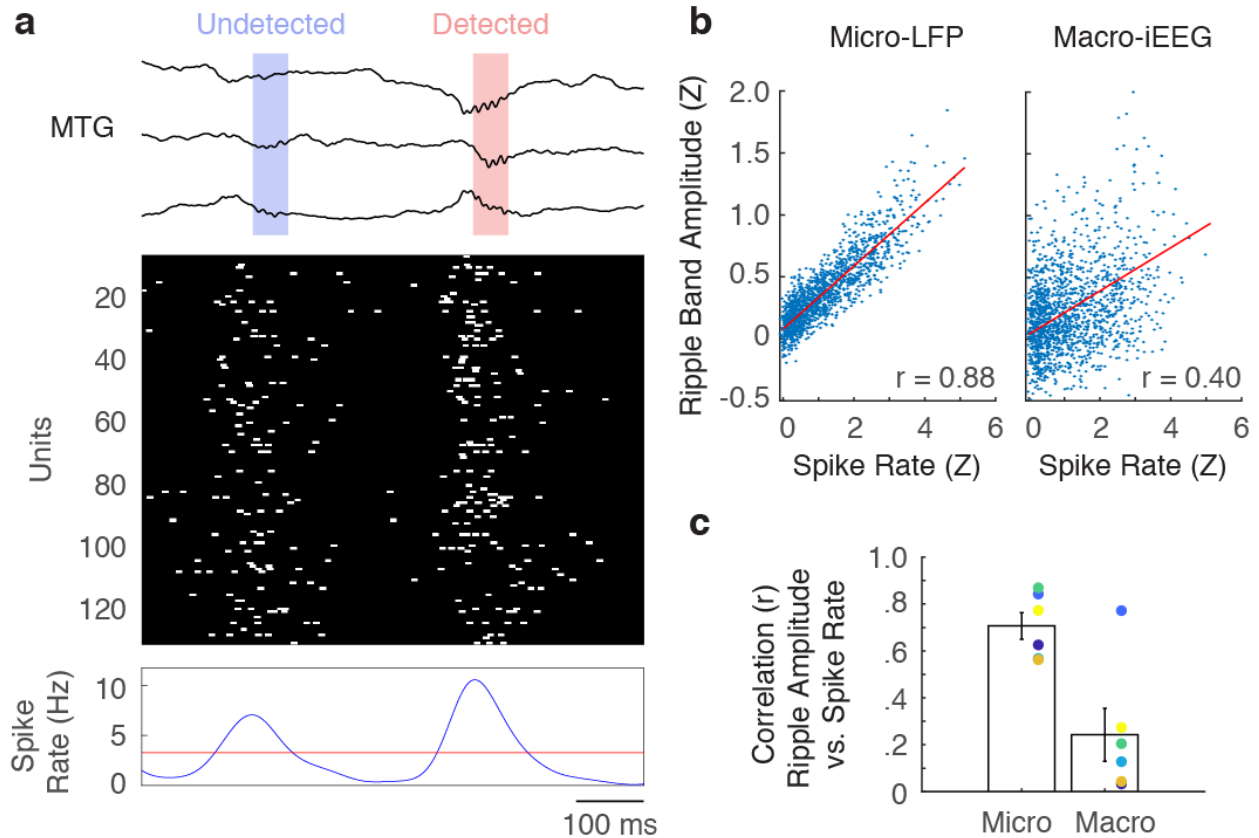 a
Undetected
Detected
MTG
20
40
60
80
100
120
Units
10
5
0
Spike
Rate (Hz)
100 ms
b
Micro-LFP
Macro-iEEG
Ripple Band Amplitude (Z)
2.0
1.5
1.0
0.5
0
-0.5
r = 0.88
r = 0.40
0 2 4 6
0 2 4 6
Spike Rate (Z)
Spike Rate (Z)
c
Correlation (r)
Ripple Amplitude
vs. Spike Rate
1.0
.8
.6
.4
.2
0
Micro
Macro